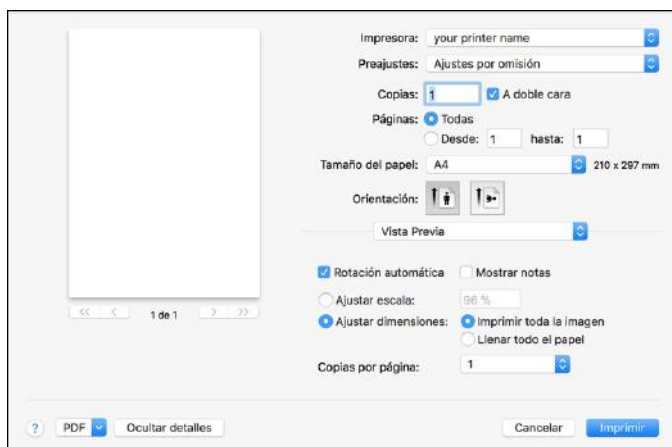 Impresora: your printer name
Preajustes: Ajustes por omisión
Copias: 1 A doble cara
Páginas: Todas
Desde: 1 hasta: 1
Tamaño del papel: A4 210 x 297 mm
Orientación:
Vista Previa
Rotación automática Mostrar notas
Ajustar escala: 96 %
Ajustar dimensiones: Imprimir toda la imagen
Llenar todo el papel
Copias por página: 1
1 de 1
? PDF Ocultar detalles Cancelar Imprimir